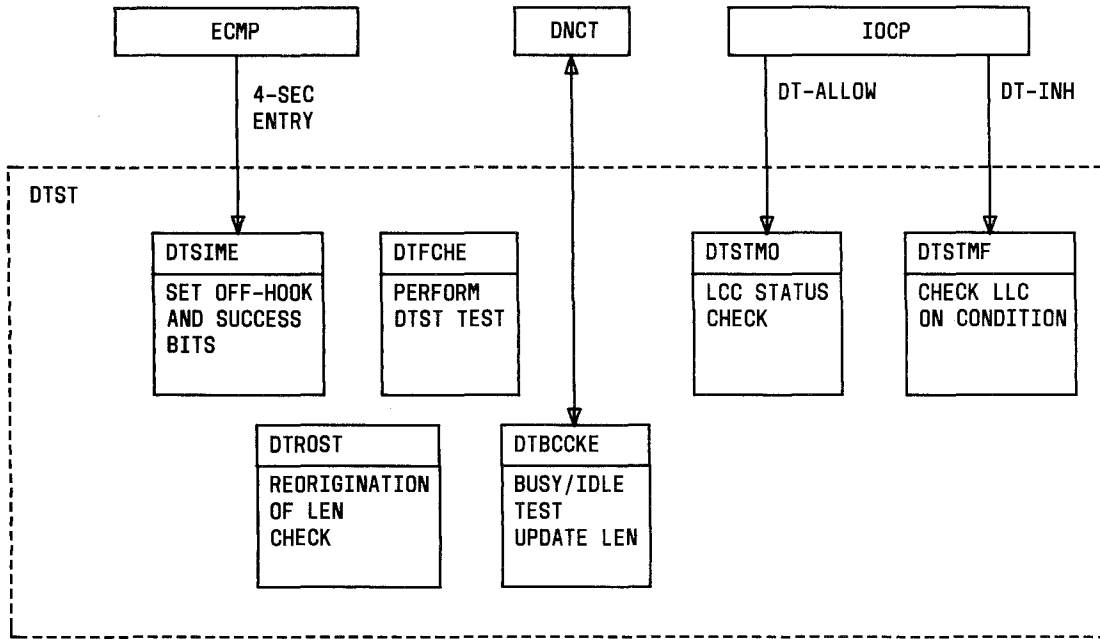 ECMP
DNCT
IOCP
4-SEC
ENTRY
DT-ALLOW
DT-INH
DTST
DTSIME
SET OFF-HOOK
AND SUCCESS
BITS
DTFCHE
PERFORM
DTST TEST
DTSTMO
LCC STATUS
CHECK
DTSTMF
CHECK LLC
ON CONDITION
DTROST
REORIGINATION
OF LEN
CHECK
DTBCCKE
BUSY/IDLE
TEST
UPDATE LEN